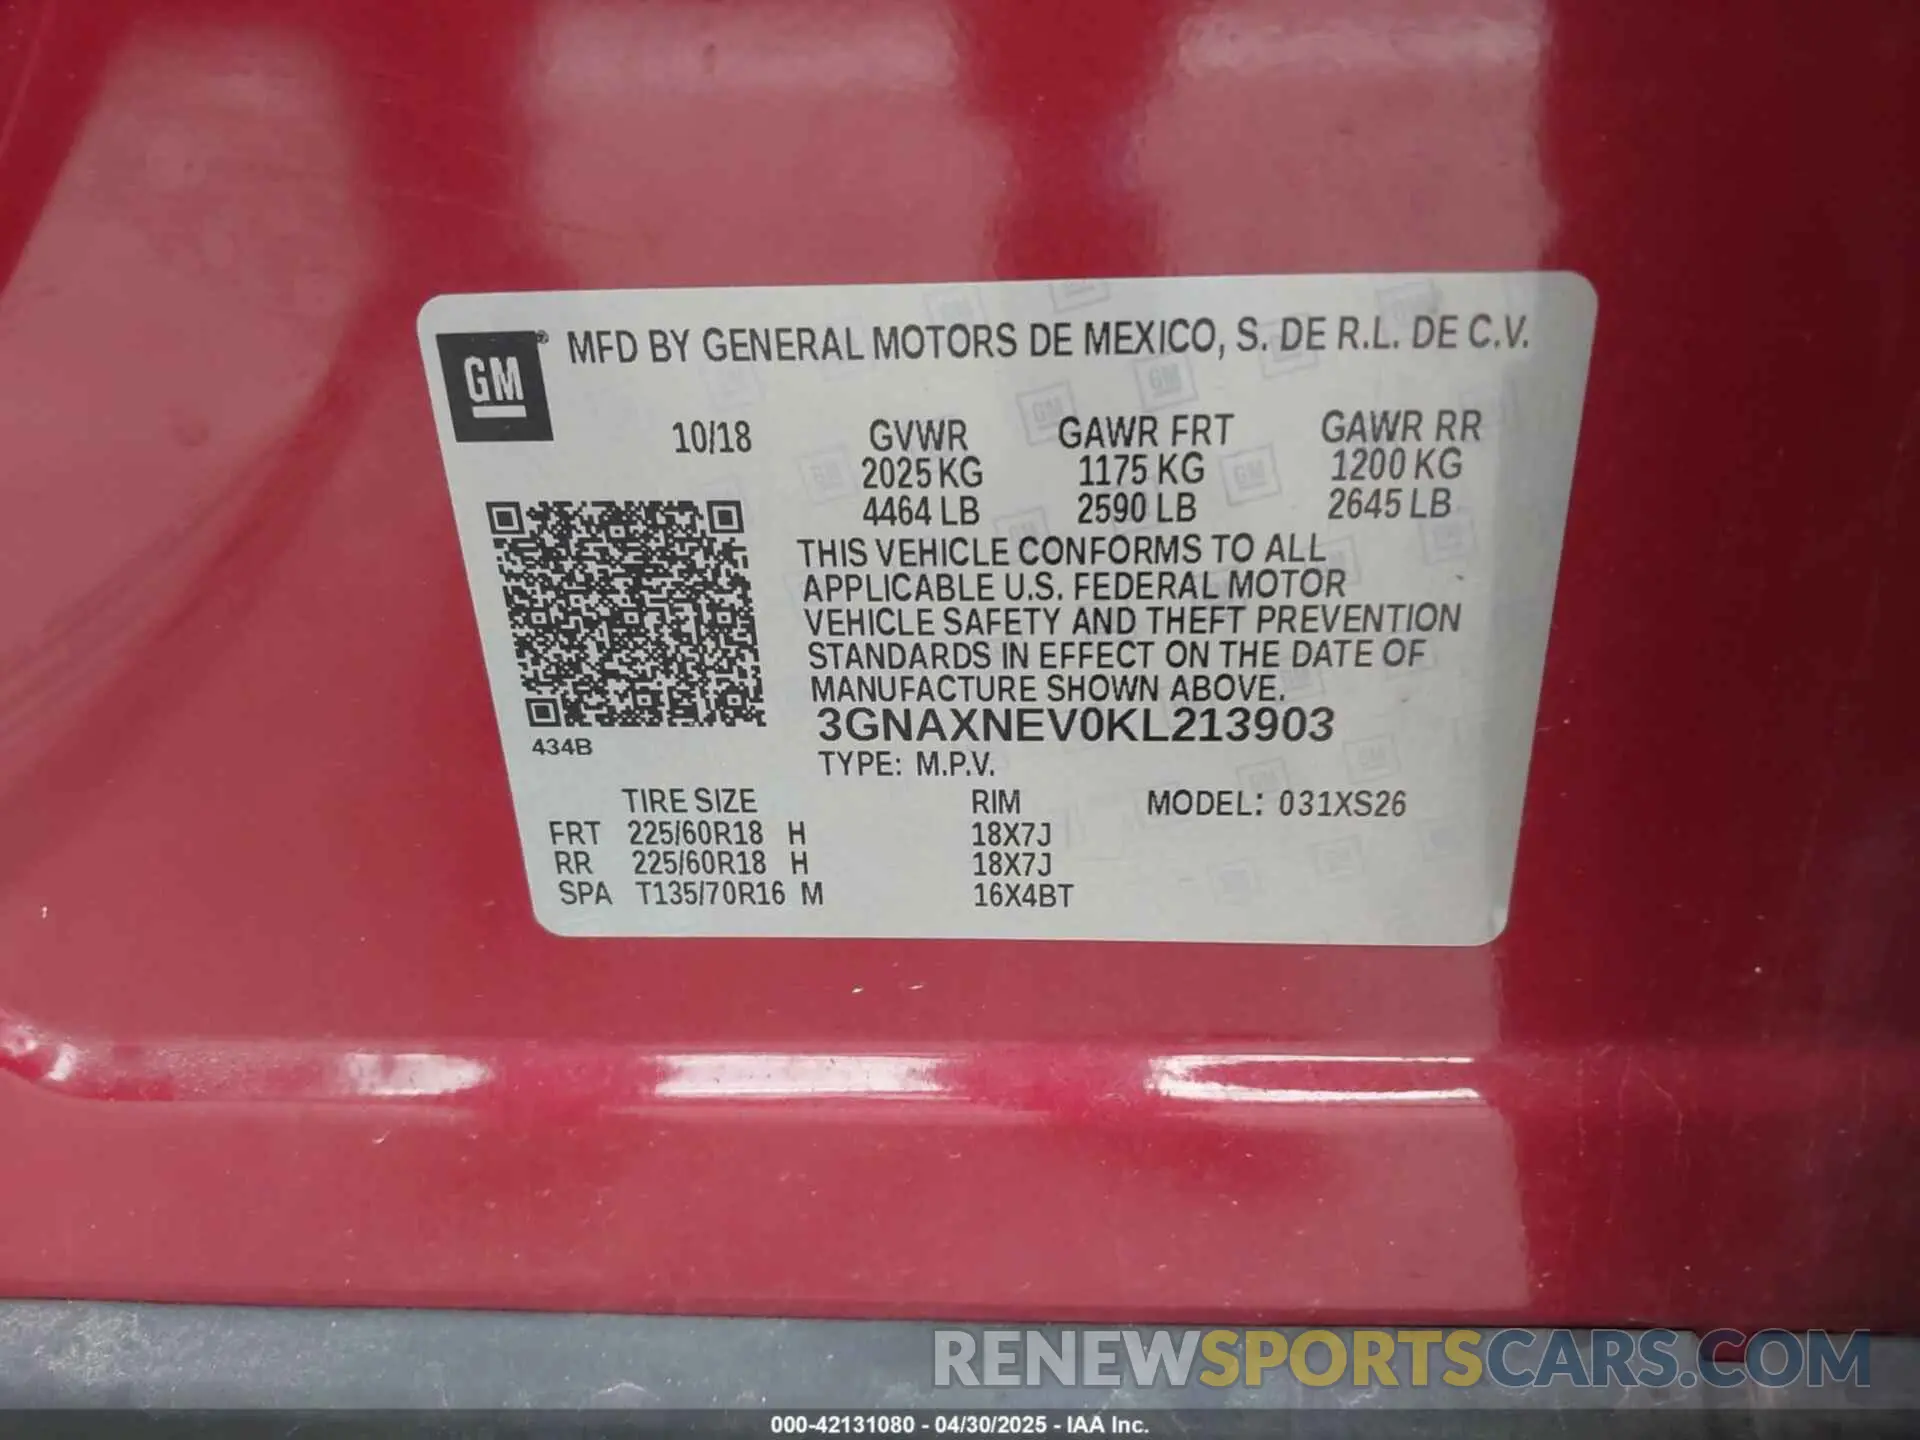 GM® MFD BY GENERAL MOTORS DE MEXICO, S. DE R.L. DE C.V.
10/18 GVWR GAWR FRT GAWR RR
2025 KG 1175 KG 1200 KG
4464 LB 2590 LB 2645 LB
THIS VEHICLE CONFORMS TO ALL
APPLICABLE U.S. FEDERAL MOTOR
VEHICLE SAFETY AND THEFT PREVENTION
STANDARDS IN EFFECT ON THE DATE OF
MANUFACTURE SHOWN ABOVE.
3GNAXNEV0KL213903
434B
TYPE: M.P.V.
TIRE SIZE RIM MODEL: 031XS26
FRT 225/60R18 H 18X7J
RR 225/60R18 H 18X7J
SPA T135/70R16 M 16X4BT
RENEWSPORTSCARS.COM
000-42131080 - 04/30/2025 - IAA Inc.